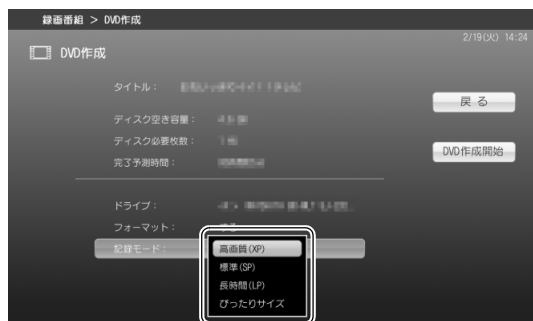 録画番組 > DVD作成
2/19(火) 14:24
DVD作成
タイトル：
戻る
ディスク空き容量：
ディスク必要枚数：
DVD作成開始
完了予測時間：
ドライブ：
フォーマット：
記録モード：
高画質(XP)
標準(SP)
長時間(LP)
ぴったりサイズ